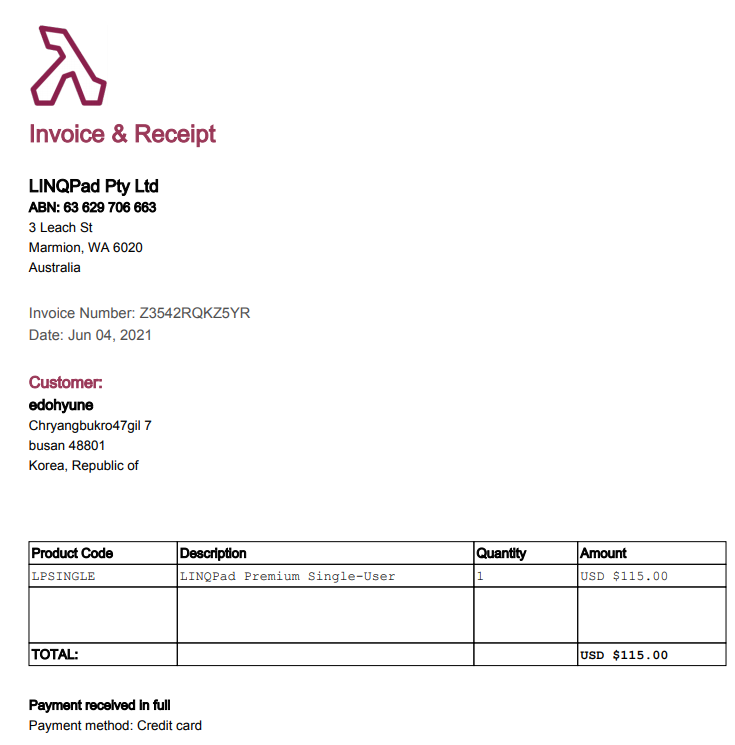 Invoice & Receipt
LINQPad Pty Ltd
ABN: 63 629 706 663
3 Leach St
Marmion, WA 6020
Australia
Invoice Number: Z3542RQKZ5YR
Date: Jun 04, 2021
Customer:
edohyune
Chryangbukro47gil 7
busan 48801
Korea, Republic of
Product Code Description Quantity Amount
LPSINGLE LINQPad Premium Single-User 1 USD $115.00
TOTAL: USD $115.00
Payment received in full
Payment method: Credit card